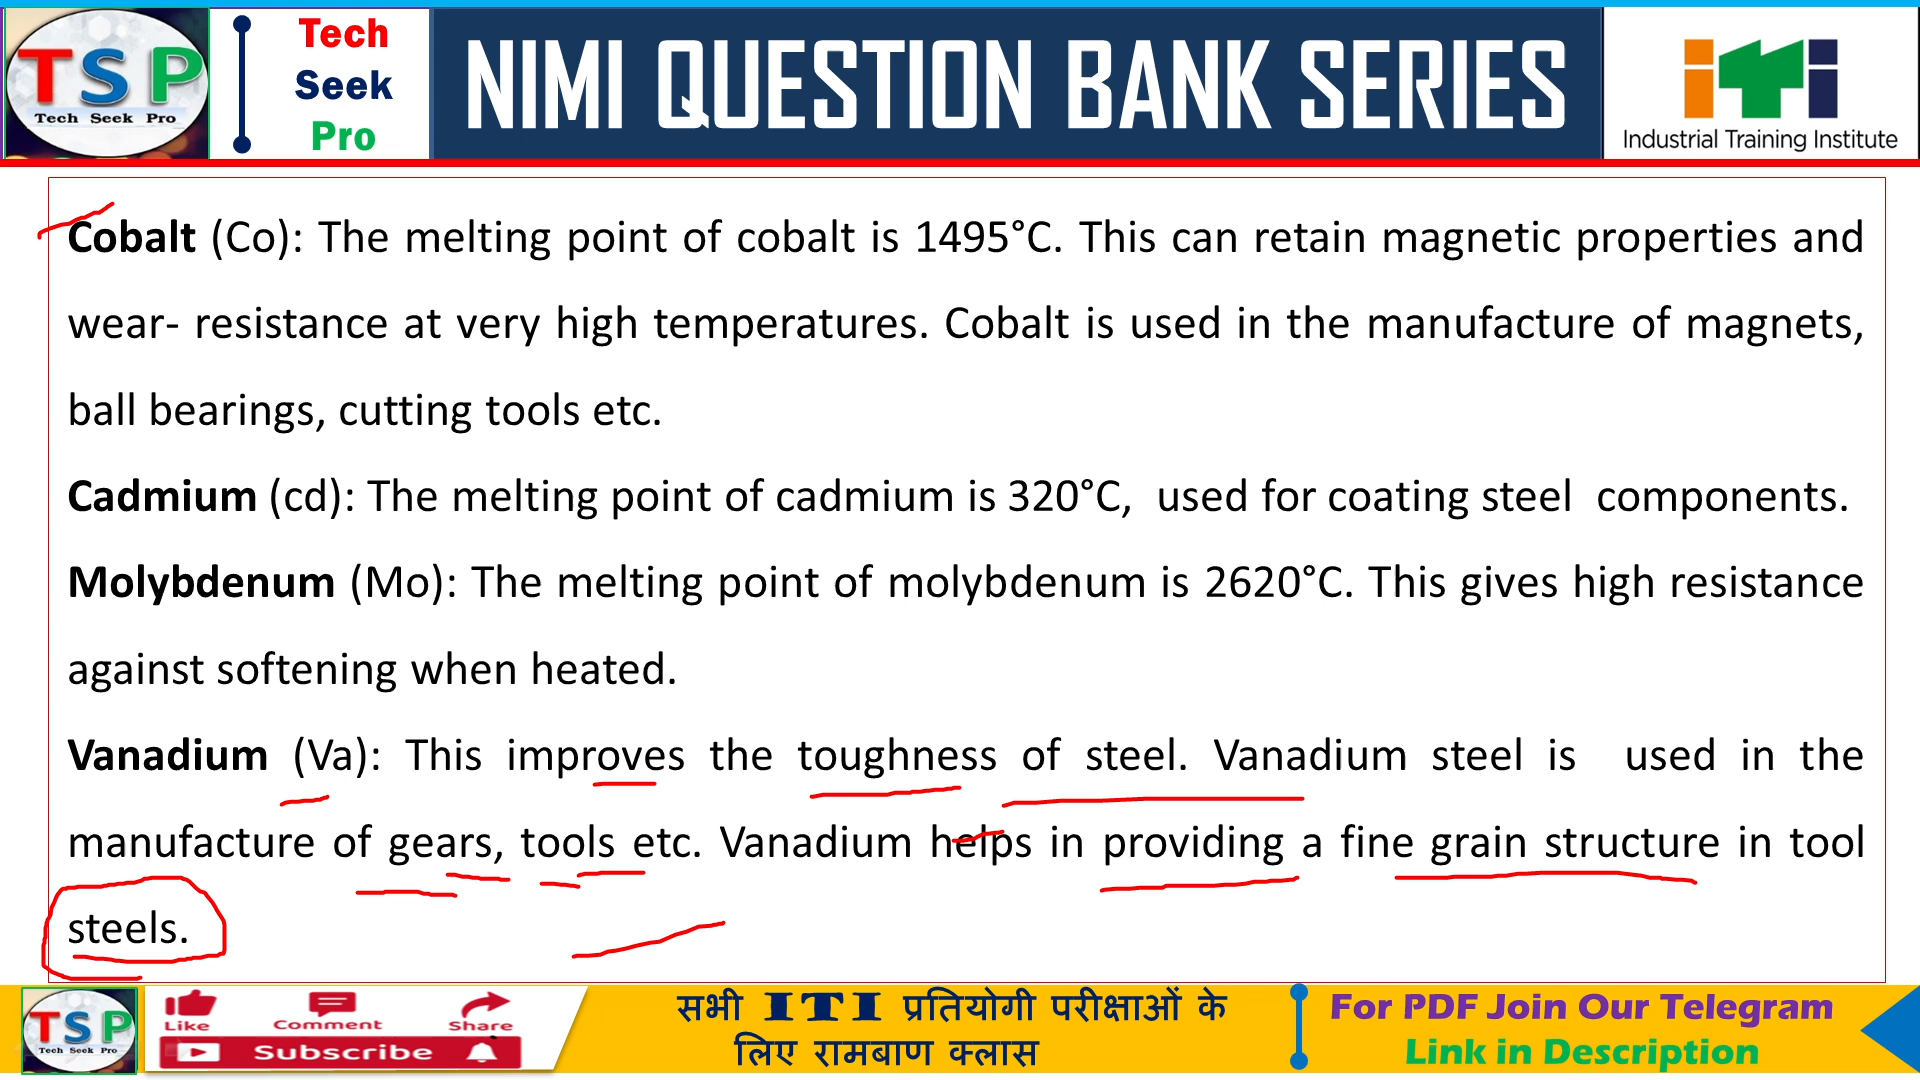 TSP
Tech Seek Pro
Tech
Seek
Pro
NIMI QUESTION BANK SERIES
iTi
Industrial Training Institute
Cobalt (Co): The melting point of cobalt is 1495°C. This can retain magnetic properties and
wear- resistance at very high temperatures. Cobalt is used in the manufacture of magnets,
ball bearings, cutting tools etc.
Cadmium (cd): The melting point of cadmium is 320°C, used for coating steel components.
Molybdenum (Mo): The melting point of molybdenum is 2620°C. This gives high resistance
against softening when heated.
Vanadium (Va): This improves the toughness of steel. Vanadium steel is used in the
manufacture of gears, tools etc. Vanadium helps in providing a fine grain structure in tool
steels.
TSP
Tech Seek Pro
Like Comment Share
Subscribe
सभी ITI प्रतियोगी परीक्षाओं के
लिए रामबाण क्लास
For PDF Join Our Telegram
Link in Description